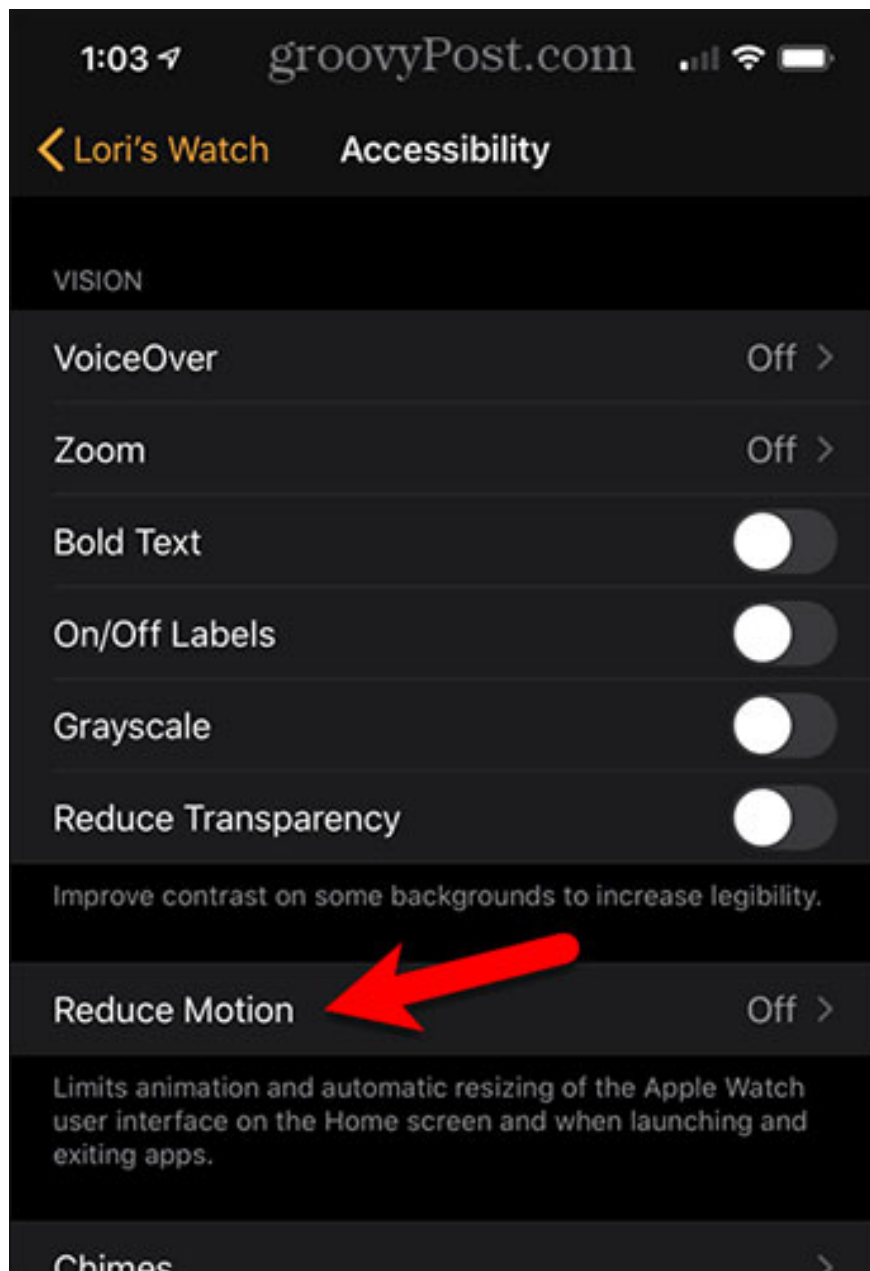 1:03
groovyPost.com
Lori's Watch
Accessibility
VISION
VoiceOver Off
Zoom Off
Bold Text
On/Off Labels
Grayscale
Reduce Transparency
Improve contrast on some backgrounds to increase legibility.
Reduce Motion Off
Limits animation and automatic resizing of the Apple Watch
user interface on the Home screen and when launching and
exiting apps.
Chimes